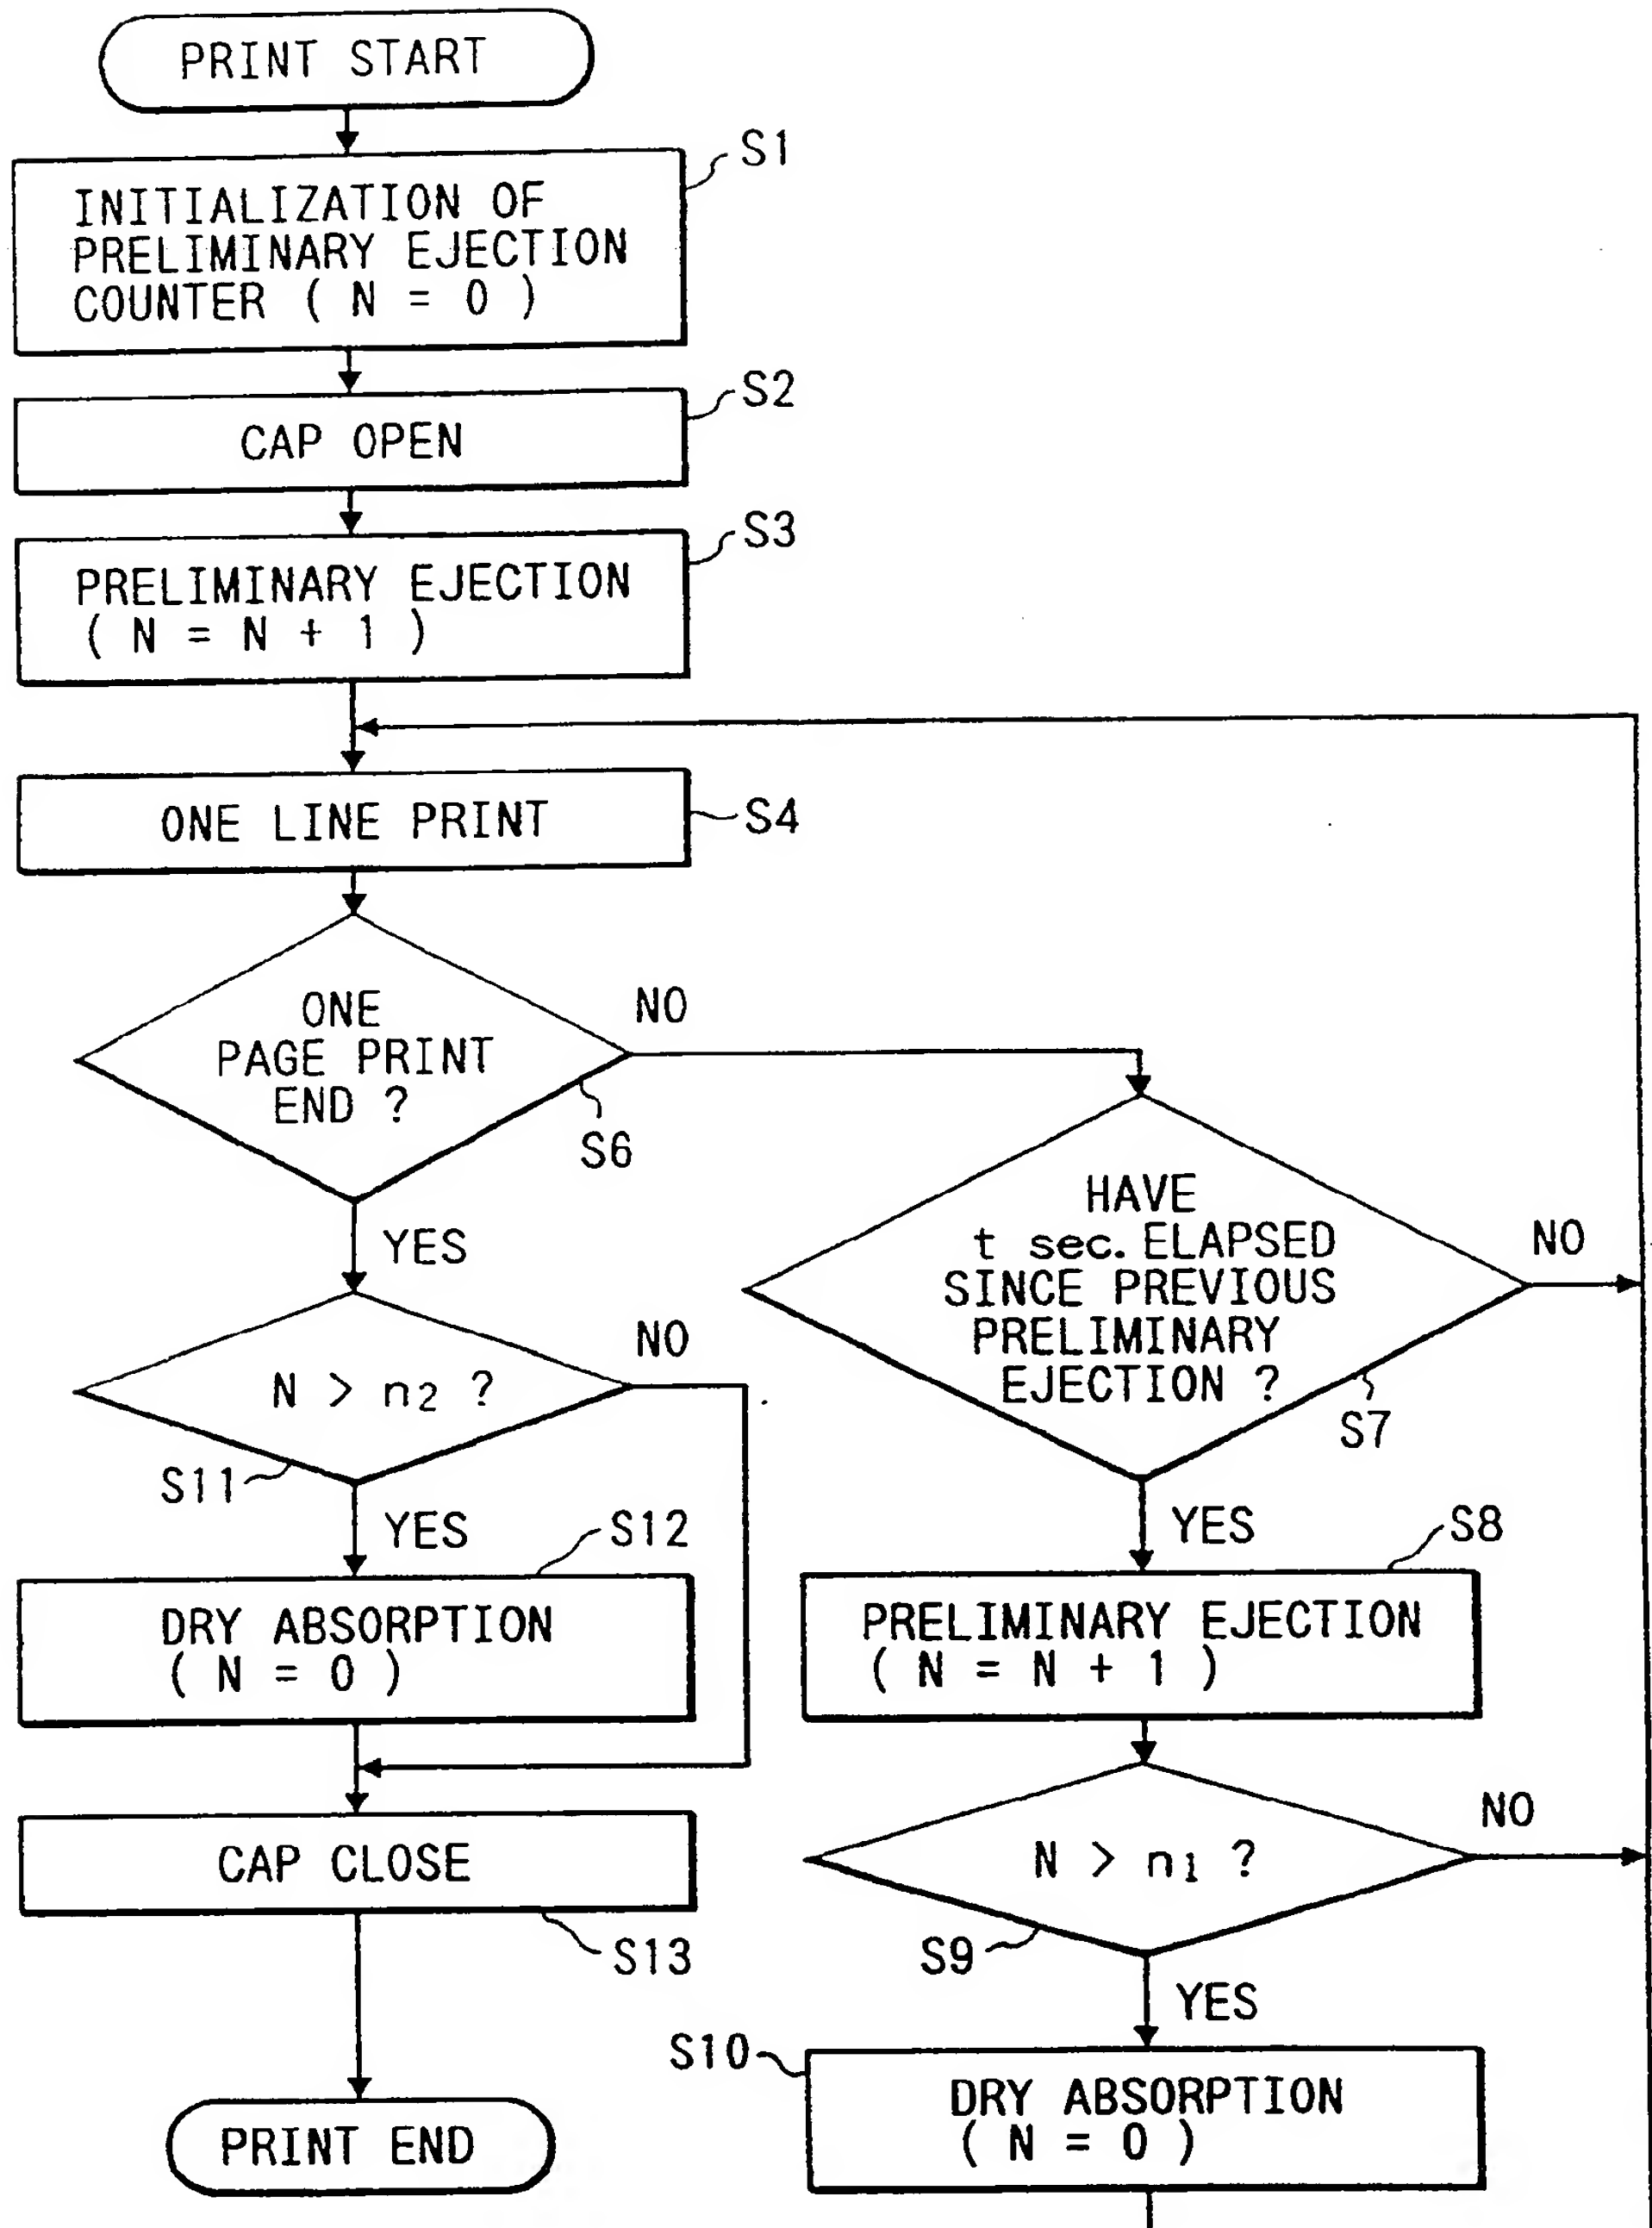 PRINT START
S1
INITIALIZATION OF
PRELIMINARY EJECTION
COUNTER ( N = 0 )
S2
CAP OPEN
S3
PRELIMINARY EJECTION
( N = N + 1 )
ONE LINE PRINT
S4
ONE
PAGE PRINT
END ?
NO
S6
YES
HAVE
t sec. ELAPSED
SINCE PREVIOUS
PRELIMINARY
EJECTION ?
NO
S7
YES
N > n2 ?
NO
S11
YES
S12
DRY ABSORPTION
( N = 0 )
S8
PRELIMINARY EJECTION
( N = N + 1 )
N > n1 ?
NO
S9
YES
CAP CLOSE
S13
S10
DRY ABSORPTION
( N = 0 )
PRINT END